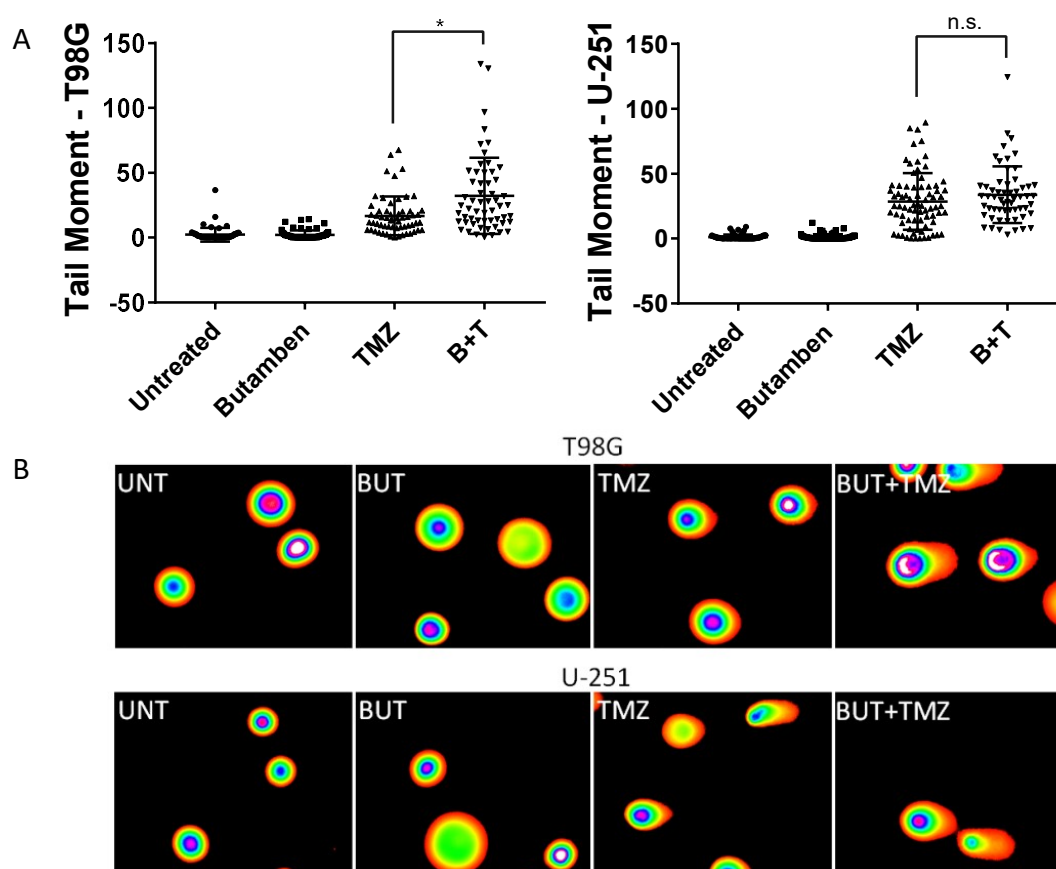 A
Tail Moment - T98G
150
100
50
0
-50
*
Untreated
Butamben
TMZ
B+T
Tail Moment - U-251
150
100
50
0
-50
n.s.
Untreated
Butamben
TMZ
B+T
B
T98G
UNT
BUT
TMZ
BUT+TMZ
U-251
UNT
BUT
TMZ
BUT+TMZ